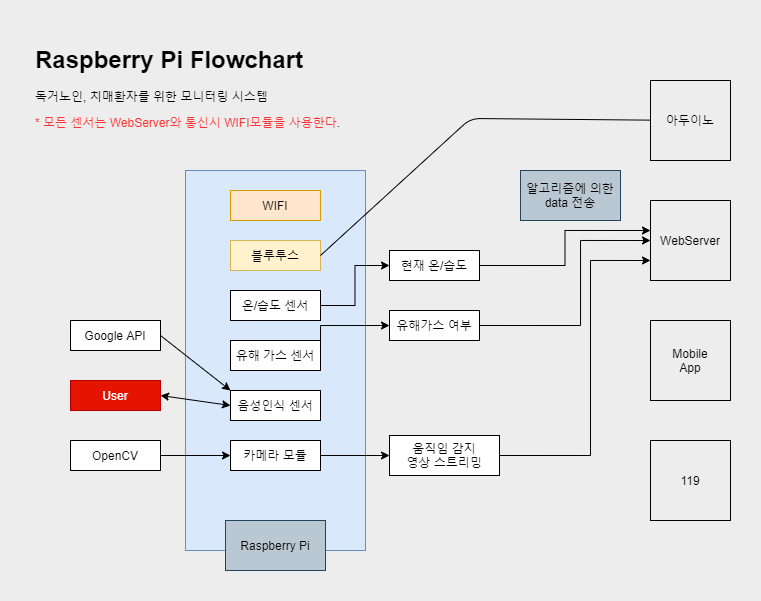 Raspberry Pi Flowchart
독거노인, 치매환자를 위한 모니터링 시스템
* 모든 센서는 WebServer와 통신시 WIFI모듈을 사용한다.
아두이노
WIFI
알고리즘에 의한
data 전송
블루투스
현재 온/습도
WebServer
온/습도 센서
Google API
유해 가스 센서
유해가스 여부
Mobile
App
User
음성인식 센서
OpenCV
카메라 모듈
움직임 감지
영상 스트리밍
119
Raspberry Pi